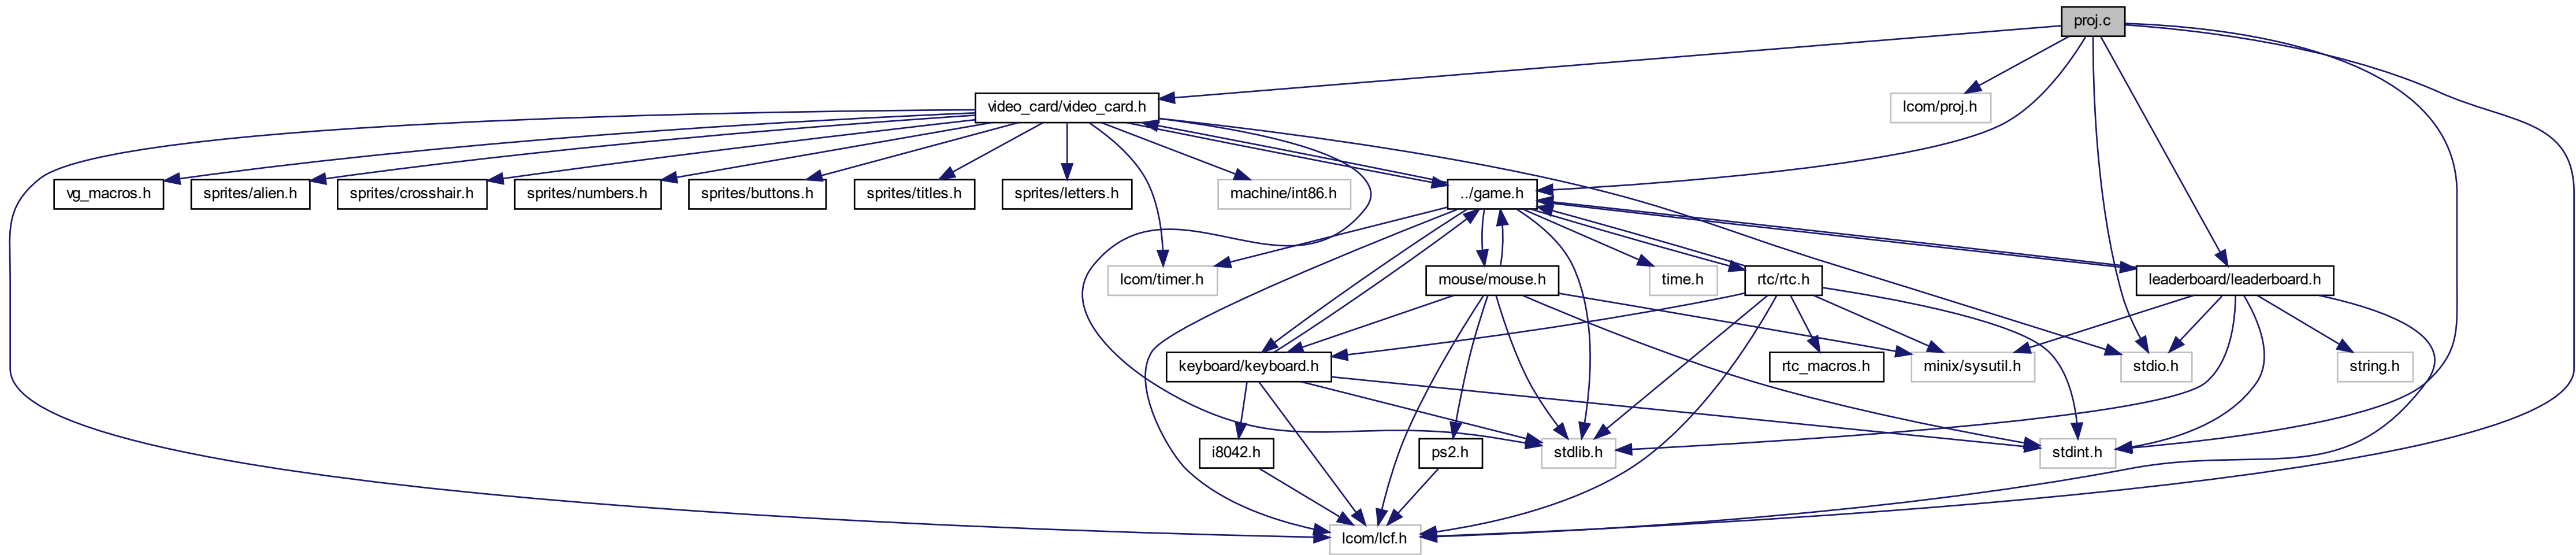 proj.c
video_card/video_card.h
lcom/proj.h
vg_macros.h
sprites/alien.h
sprites/crosshair.h
sprites/numbers.h
sprites/buttons.h
sprites/titles.h
sprites/letters.h
machine/int86.h
../game.h
lcom/timer.h
mouse/mouse.h
time.h
rtc/rtc.h
leaderboard/leaderboard.h
keyboard/keyboard.h
rtc_macros.h
minix/sysutil.h
stdio.h
string.h
i8042.h
ps2.h
stdlib.h
stdint.h
lcom/lcf.h